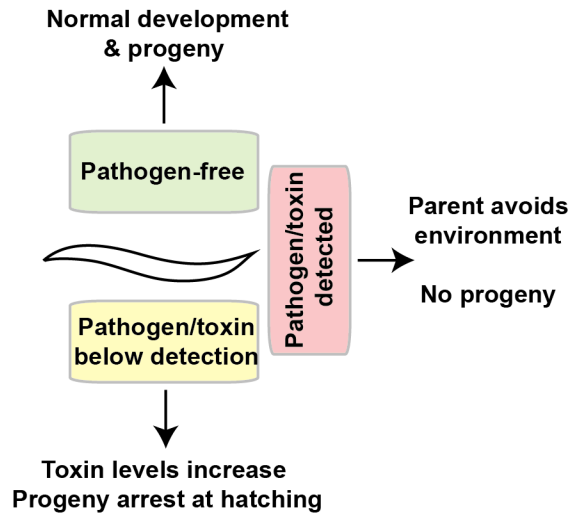 Normal development
& progeny
Pathogen-free
Pathogen/toxin
detected
Parent avoids
environment
No progeny
Pathogen/toxin
below detection
Toxin levels increase
Progeny arrest at hatching